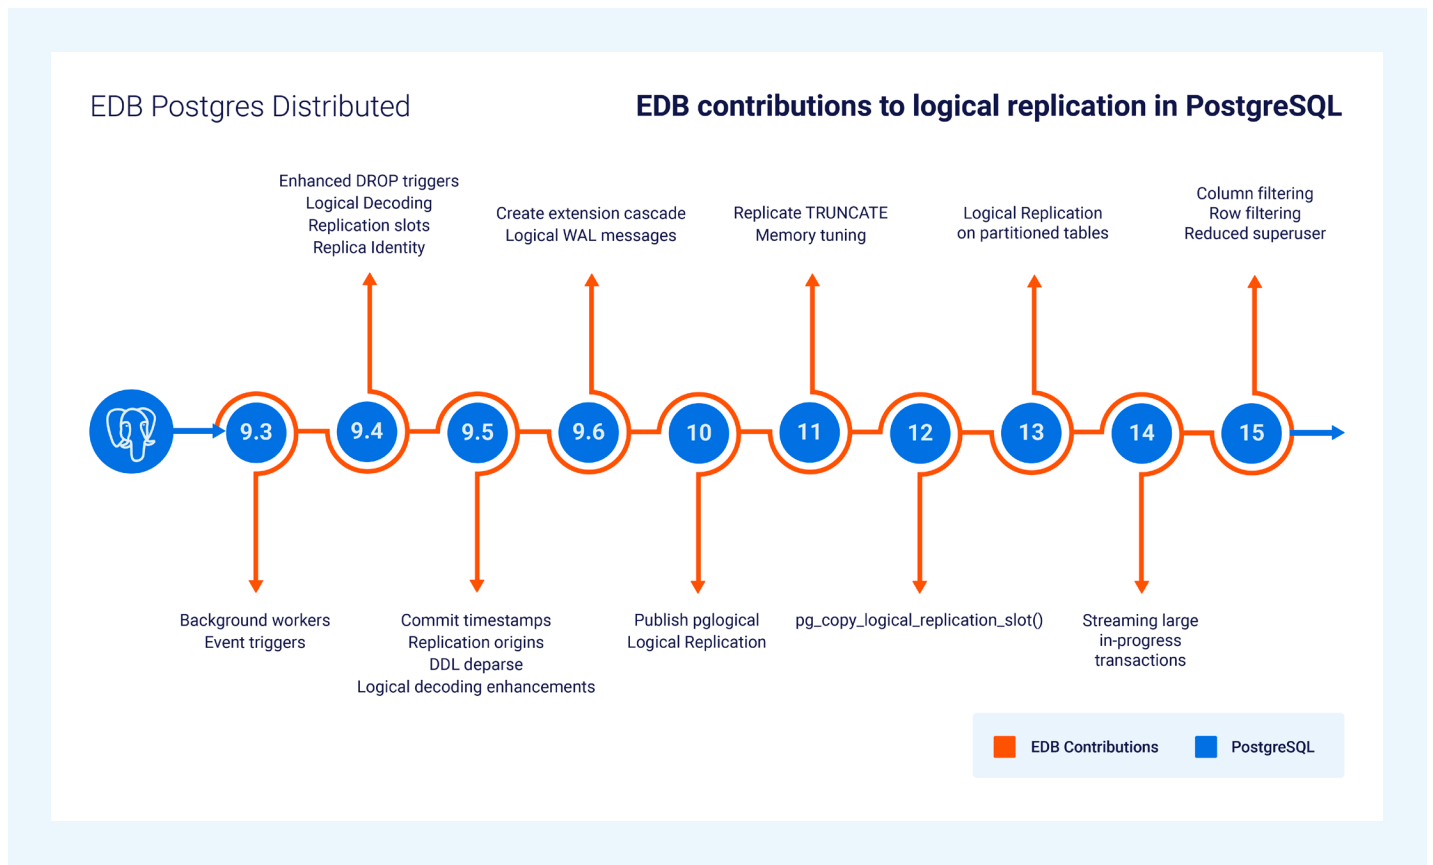 EDB Postgres Distributed
EDB contributions to logical replication in PostgreSQL
Enhanced DROP triggers
Logical Decoding
Replication slots
Replica Identity
Create extension cascade
Logical WAL messages
Replicate TRUNCATE
Memory tuning
Logical Replication
on partitioned tables
Column filtering
Row filtering
Reduced superuser
9.3
9.4
9.5
9.6
10
11
12
13
14
15
Background workers
Event triggers
Commit timestamps
Replication origins
DDL deparse
Logical decoding enhancements
Publish pglogical
Logical Replication
pg_copy_logical_replication_slot()
Streaming large
in-progress
transactions
EDB Contributions
PostgreSQL